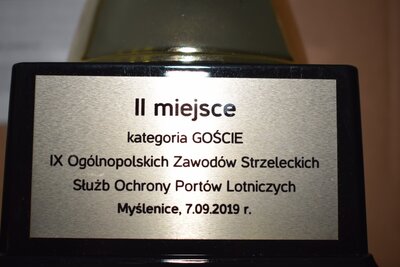 II miejsce
kategoria GOŚCIE
IX Ogólnopolskich Zawodów Strzeleckich
Służb Ochrony Portów Lotniczych
Myślenice, 7.09.2019 r.